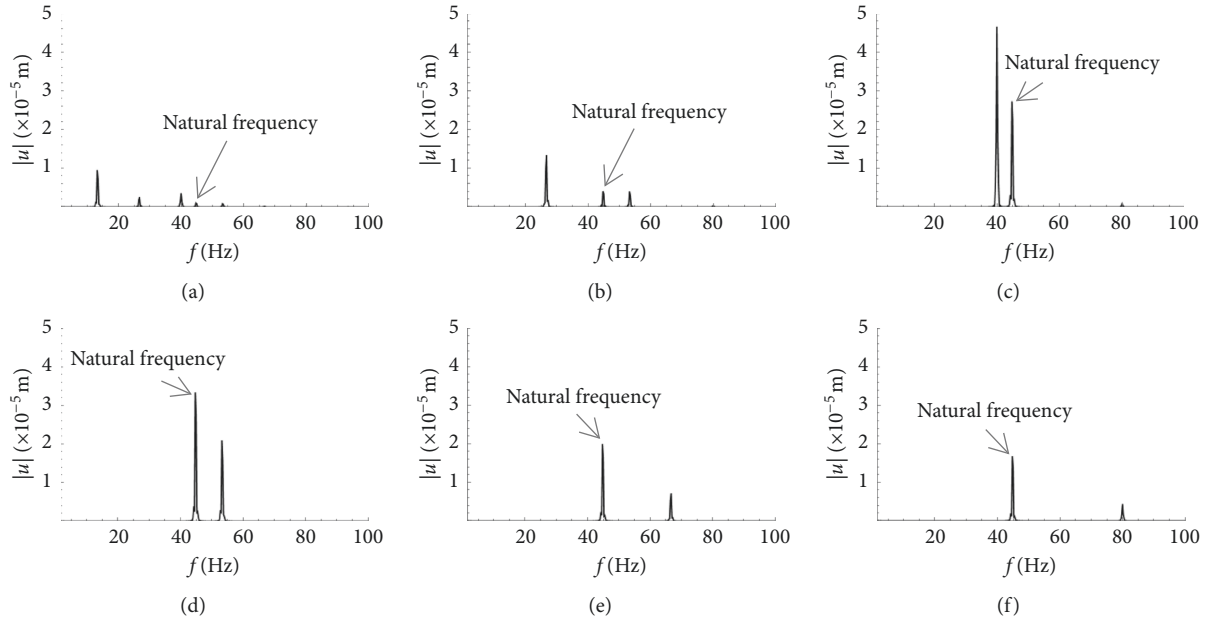 5
4
3
2
1
|u| (×10⁻⁵ m)
Natural frequency
20 40 60 80 100
f (Hz)
(a)
5
4
3
2
1
|u| (×10⁻⁵ m)
Natural frequency
20 40 60 80 100
f (Hz)
(b)
5
4
3
2
1
|u| (×10⁻⁵ m)
Natural frequency
20 40 60 80 100
f (Hz)
(c)
5
4
3
2
1
|u| (×10⁻⁵ m)
Natural frequency
20 40 60 80 100
f (Hz)
(d)
5
4
3
2
1
|u| (×10⁻⁵ m)
Natural frequency
20 40 60 80 100
f (Hz)
(e)
5
4
3
2
1
|u| (×10⁻⁵ m)
Natural frequency
20 40 60 80 100
f (Hz)
(f)